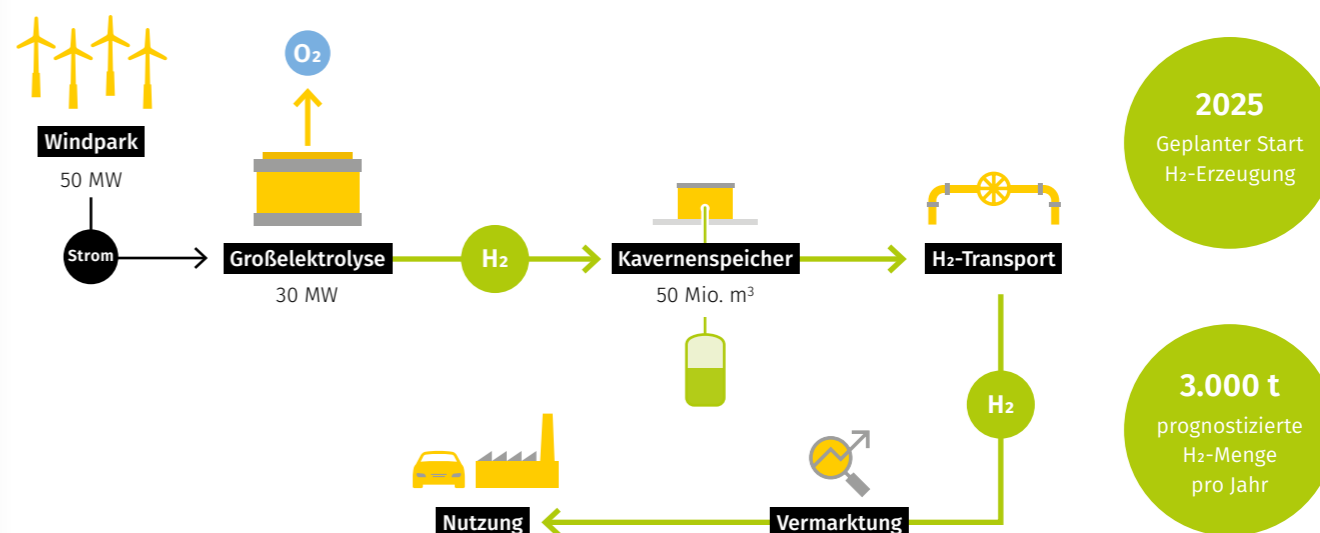 O₂
Windpark
50 MW
Strom
Großelektrolyse
30 MW
H₂
Kavernenspeicher
50 Mio. m³
H₂-Transport
H₂
Vermarktung
Nutzung
2025
Geplanter Start
H₂-Erzeugung
3.000 t
prognostizierte
H₂-Menge
pro Jahr